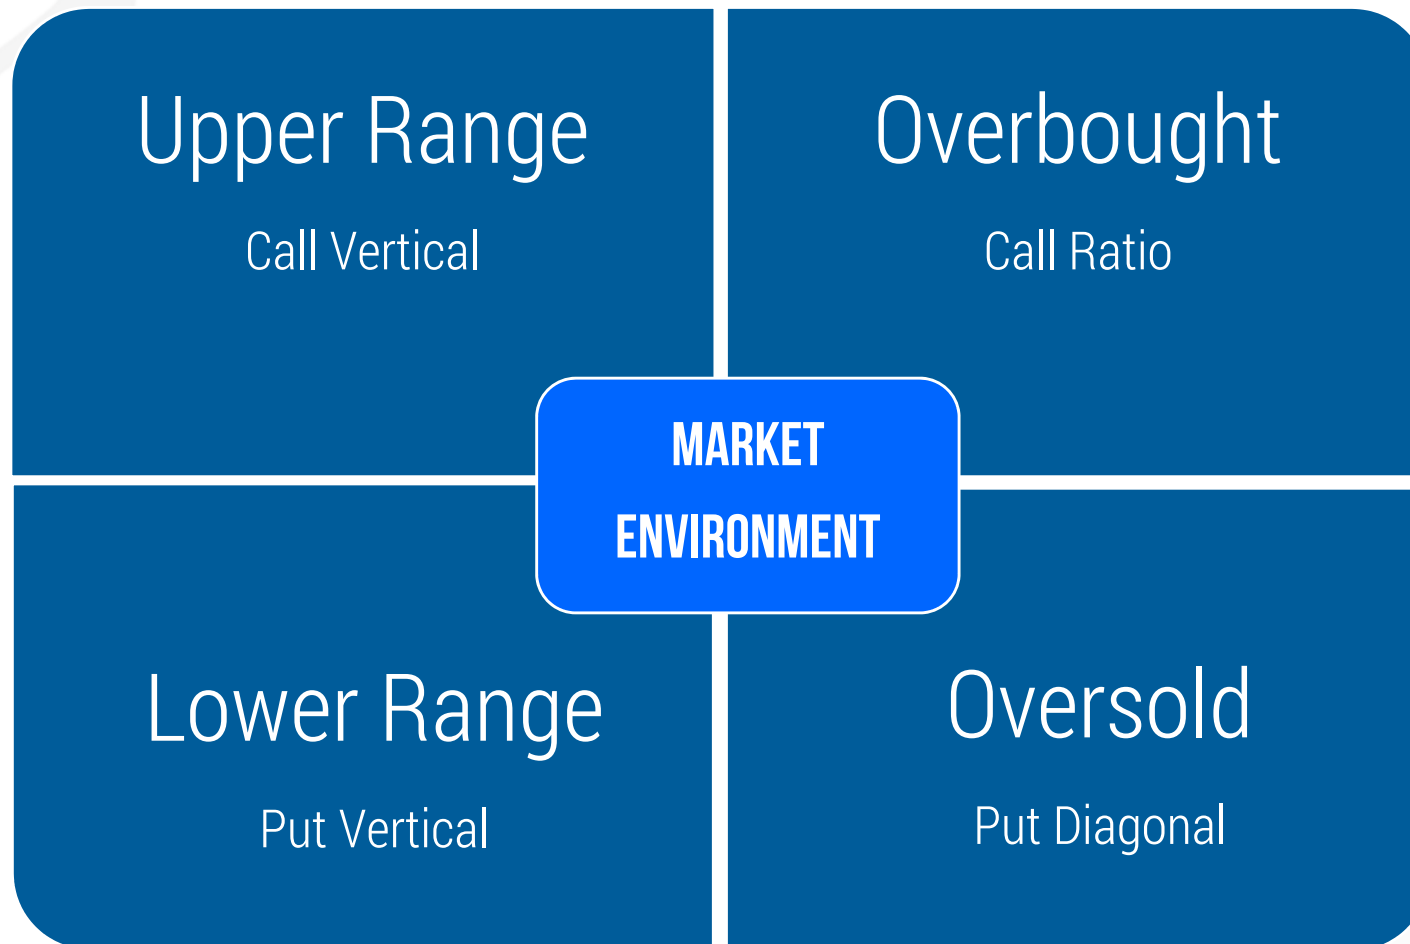 Upper Range
Call Vertical
Overbought
Call Ratio
MARKET
ENVIRONMENT
Lower Range
Put Vertical
Oversold
Put Diagonal